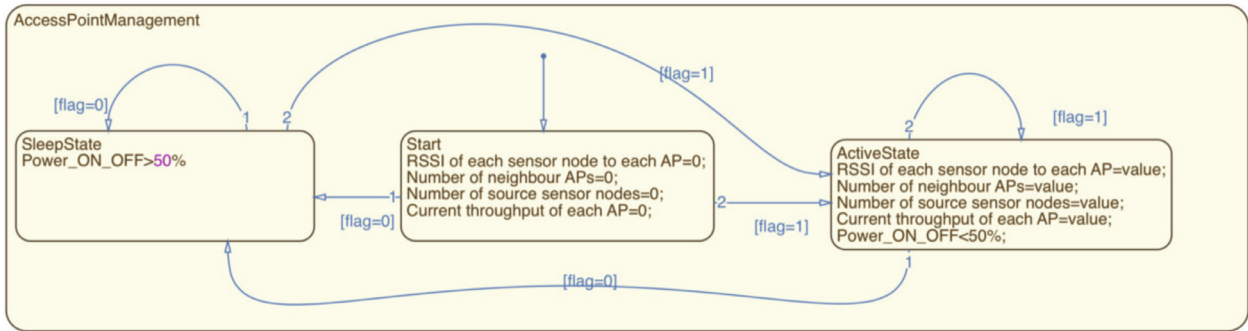 AccessPointManagement
[flag=1]
[flag=0]
1
2
2
[flag=1]
SleepState
Power_ON_OFF>50%
Start
RSSI of each sensor node to each AP=0;
Number of neighbour APs=0;
Number of source sensor nodes=0;
Current throughput of each AP=0;
1
[flag=0]
2
[flag=1]
ActiveState
RSSI of each sensor node to each AP=value;
Number of neighbour APs=value;
Number of source sensor nodes=value;
Current throughput of each AP=value;
Power_ON_OFF<50%;
1
[flag=0]